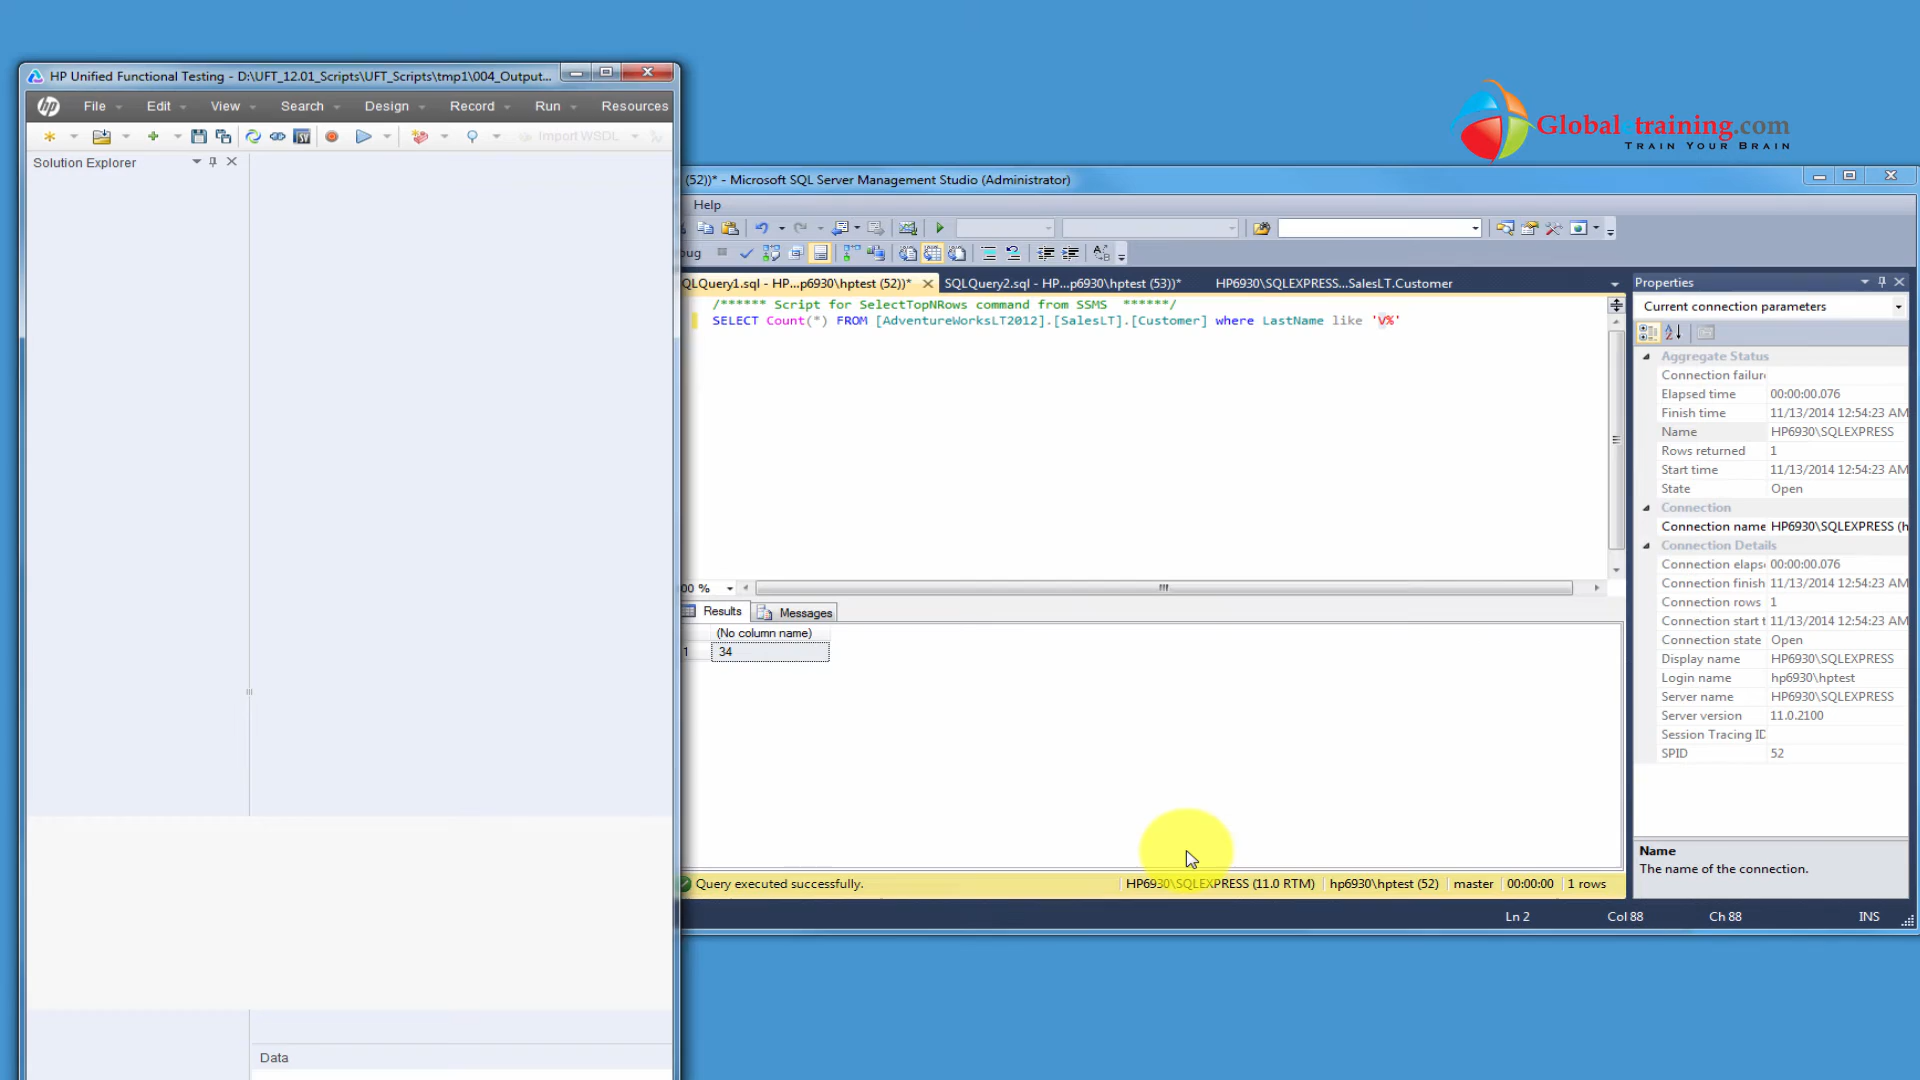 HP Unified Functional Testing - D:\UFT_12.01_Scripts\UFT_Scripts\tmp1\004_Output...
hp File Edit View Search Design Record Run Resources
Import WSDL
Solution Explorer
Data
Global-training.com
TRAIN YOUR BRAIN
(52))* - Microsoft SQL Server Management Studio (Administrator)
Help
bug
QLQuery1.sql - HP...p6930\hptest (52))* SQLQuery2.sql - HP...p6930\hptest (53))* HP6930\SQLEXPRESS...SalesLT.Customer
/****** Script for SelectTopNRows command from SSMS ******/
SELECT Count(*) FROM [AdventureWorksLT2012].[SalesLT].[Customer] where LastName like 'V%'
00 %
Results Messages
(No column name)
1 34
Query executed successfully. HP6930\SQLEXPRESS (11.0 RTM) hp6930\hptest (52) master 00:00:00 1 rows
Ln 2 Col 88 Ch 88 INS
Properties
Current connection parameters
Aggregate Status
Connection failure
Elapsed time 00:00:00.076
Finish time 11/13/2014 12:54:23 AM
Name HP6930\SQLEXPRESS
Rows returned 1
Start time 11/13/2014 12:54:23 AM
State Open
Connection
Connection name HP6930\SQLEXPRESS (h
Connection Details
Connection elaps 00:00:00.076
Connection finish 11/13/2014 12:54:23 AM
Connection rows 1
Connection start t 11/13/2014 12:54:23 AM
Connection state Open
Display name HP6930\SQLEXPRESS
Login name hp6930\hptest
Server name HP6930\SQLEXPRESS
Server version 11.0.2100
Session Tracing ID
SPID 52
Name
The name of the connection.